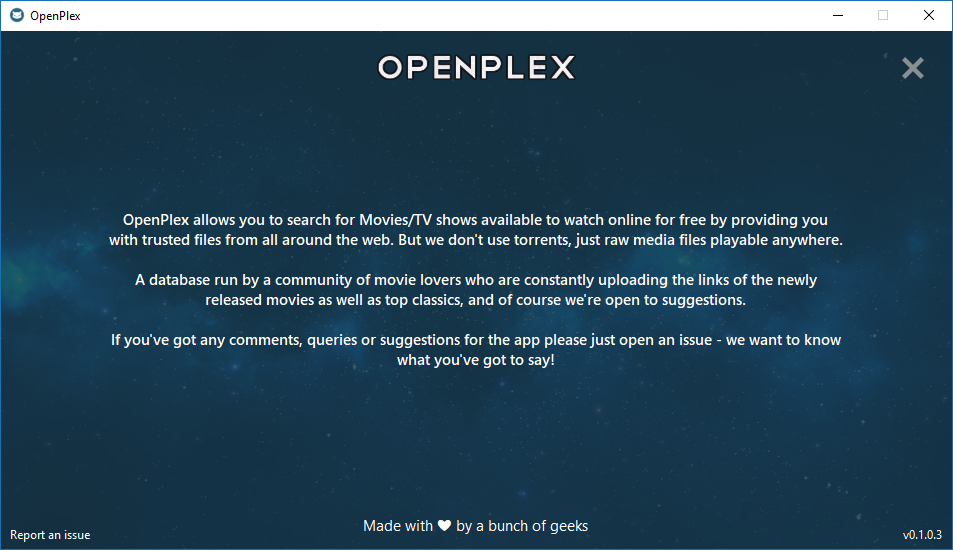 OpenPlex
OPENPLEX
OpenPlex allows you to search for Movies/TV shows available to watch online for free by providing you
with trusted files from all around the web. But we don't use torrents, just raw media files playable anywhere.
A database run by a community of movie lovers who are constantly uploading the links of the newly
released movies as well as top classics, and of course we're open to suggestions.
If you've got any comments, queries or suggestions for the app please just open an issue - we want to know
what you've got to say!
Made with ♥ by a bunch of geeks
Report an issue
v0.1.0.3